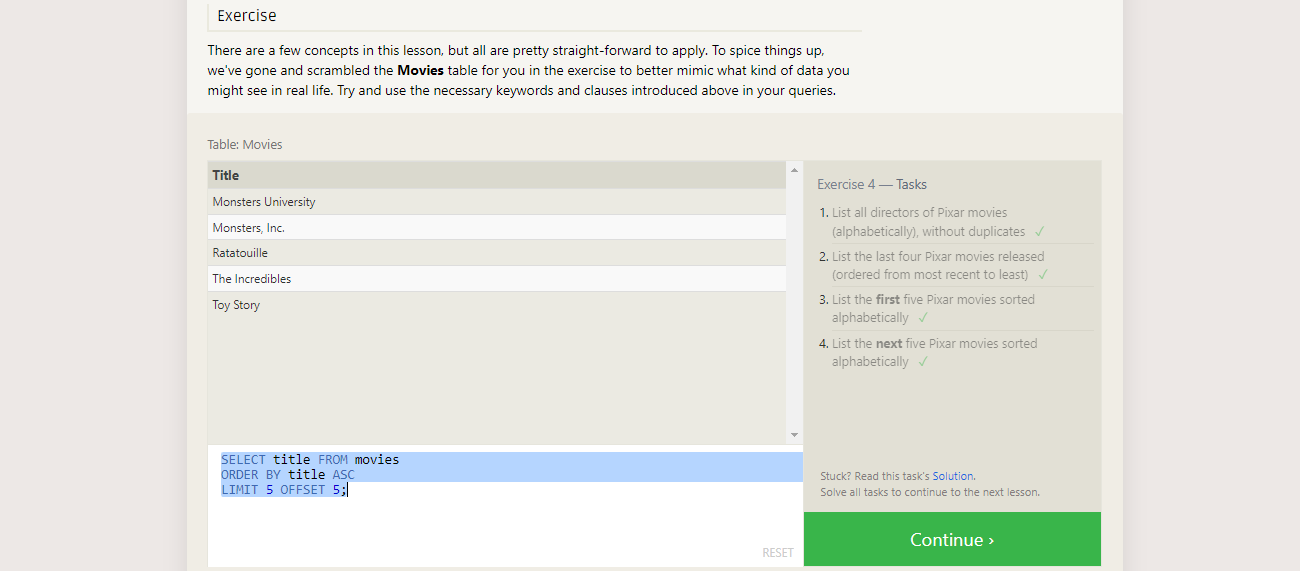 Exercise
There are a few concepts in this lesson, but all are pretty straight-forward to apply. To spice things up,
we've gone and scrambled the Movies table for you in the exercise to better mimic what kind of data you
might see in real life. Try and use the necessary keywords and clauses introduced above in your queries.
Table: Movies
Title
Monsters University
Monsters, Inc.
Ratatouille
The Incredibles
Toy Story
SELECT title FROM movies
ORDER BY title ASC
LIMIT 5 OFFSET 5;
RESET
Exercise 4 — Tasks
1. List all directors of Pixar movies
(alphabetically), without duplicates ✓
2. List the last four Pixar movies released
(ordered from most recent to least) ✓
3. List the first five Pixar movies sorted
alphabetically ✓
4. List the next five Pixar movies sorted
alphabetically ✓
Stuck? Read this task's Solution.
Solve all tasks to continue to the next lesson.
Continue ›